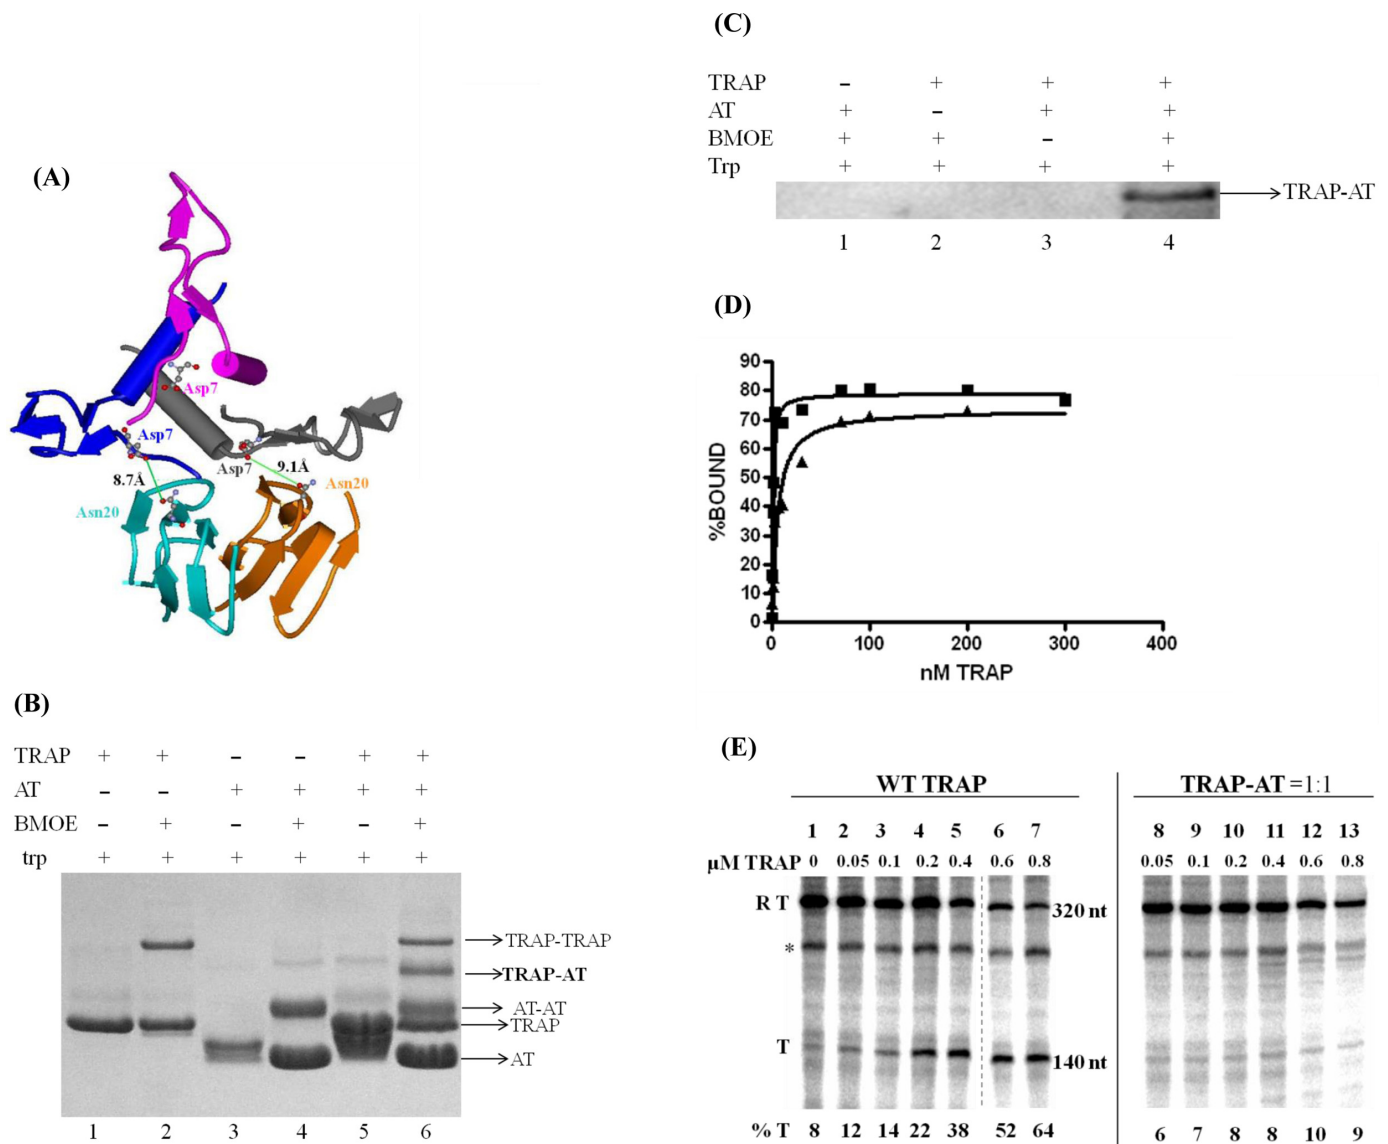 (A)
Asp7
Asp7
Asp7
9.1Å
8.7Å
Asn20
Asn20
(B)
TRAP + + – – + +
AT – – + + + +
BMOE – + – + – +
trp + + + + + +
TRAP-TRAP
TRAP-AT
AT-AT
TRAP
AT
1 2 3 4 5 6
(C)
TRAP – + + +
AT + – + +
BMOE + + – +
Trp + + + +
TRAP-AT
1 2 3 4
(D)
90
80
70
60
50
40
30
20
10
0
%BOUND
0 100 200 300 400
nM TRAP
(E)
WT TRAP
TRAP-AT =1:1
1 2 3 4 5 6 7 8 9 10 11 12 13
µM TRAP 0 0.05 0.1 0.2 0.4 0.6 0.8 0.05 0.1 0.2 0.4 0.6 0.8
R T
320 nt
*
T
140 nt
% T 8 12 14 22 38 52 64 6 7 8 8 10 9